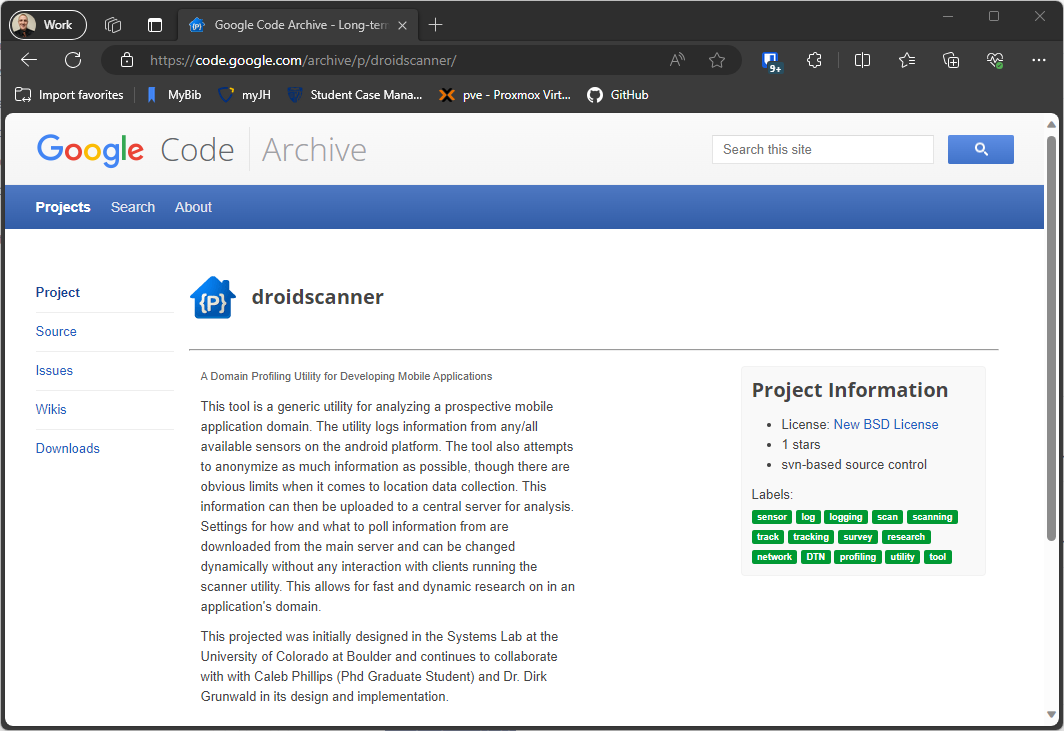 Work
Google Code Archive - Long-term
https://code.google.com/archive/p/droidscanner/
9+
Import favorites
MyBib
myJH
Student Case Mana...
pve - Proxmox Virt...
GitHub
Google Code Archive
Search this site
Projects
Search
About
Project
Source
Issues
Wikis
Downloads
{P}
droidscanner
A Domain Profiling Utility for Developing Mobile Applications
This tool is a generic utility for analyzing a prospective mobile
application domain. The utility logs information from any/all
available sensors on the android platform. The tool also attempts
to anonymize as much information as possible, though there are
obvious limits when it comes to location data collection. This
information can then be uploaded to a central server for analysis.
Settings for how and what to poll information from are
downloaded from the main server and can be changed
dynamically without any interaction with clients running the
scanner utility. This allows for fast and dynamic research on in an
application's domain.
This projected was initially designed in the Systems Lab at the
University of Colorado at Boulder and continues to collaborate
with with Caleb Phillips (Phd Graduate Student) and Dr. Dirk
Grunwald in its design and implementation.
Project Information
• License: New BSD License
• 1 stars
• svn-based source control
Labels:
sensor log logging scan scanning
track tracking survey research
network DTN profiling utility tool